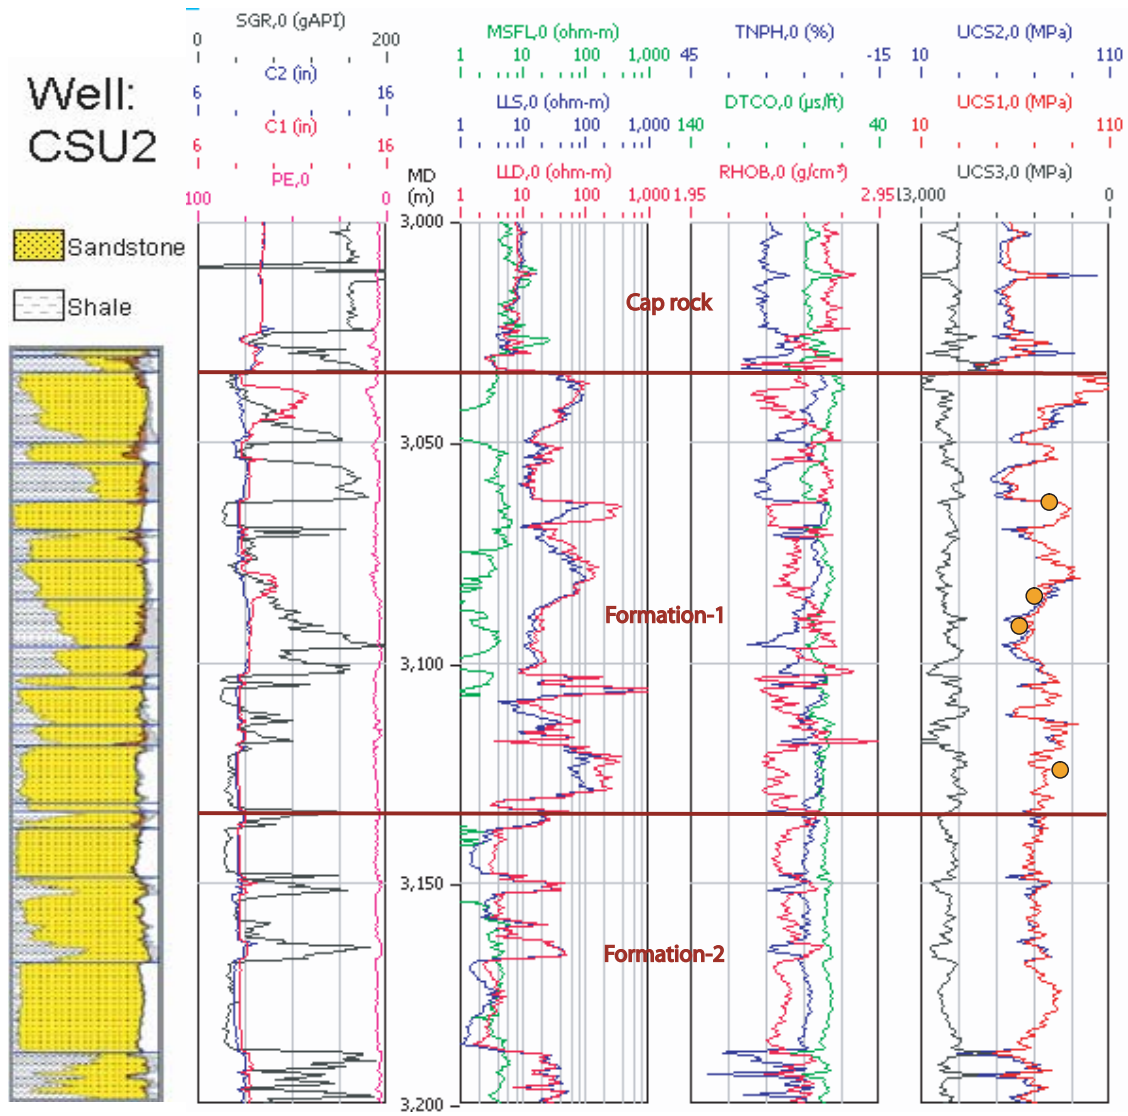 Well:
CSU2
Sandstone
Shale
SGR,0 (gAPI)
0 200
C2 (in)
6 16
C1 (in)
6 16
PE,0
100 0
MD
(m)
MSFL,0 (ohm-m)
1 10 100 1,000
LLS,0 (ohm-m)
1 10 100 1,000
LLD,0 (ohm-m)
1 10 100 1,000
TNPH,0 (%)
45 -15
DTCO,0 (µs/ft)
140 40
RHOB,0 (g/cm³)
1.95 2.95
UCS2,0 (MPa)
10 110
UCS1,0 (MPa)
10 110
UCS3,0 (MPa)
13,000 0
3,000
Cap rock
3,050
Formation-1
3,100
3,150
Formation-2
3,200